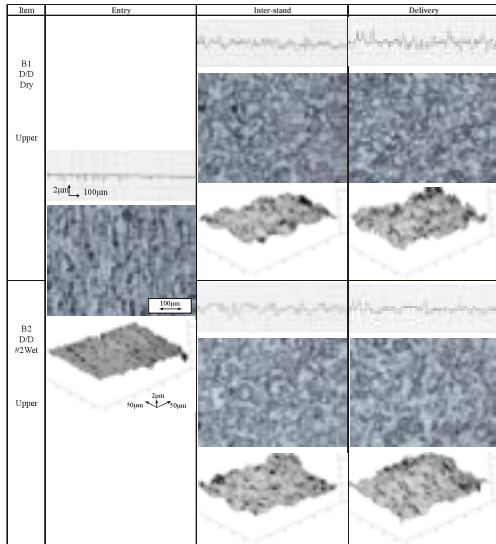 Item Entry Inter-stand Delivery
B1
D/D
Dry
Upper
2μm
100μm
100μm
B2
D/D
#2Wet
Upper
2μm
50μm 50μm